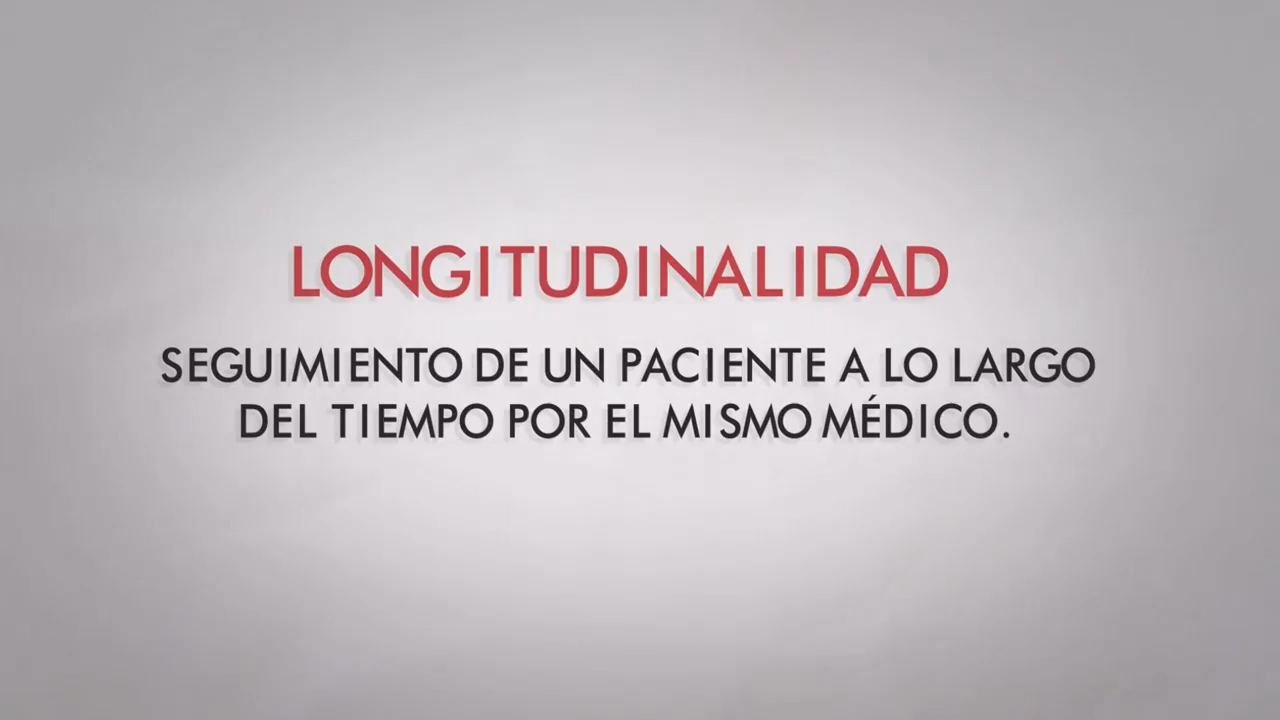 LONGITUDINALIDAD
SEGUIMIENTO DE UN PACIENTE A LO LARGO
DEL TIEMPO POR EL MISMO MÉDICO.